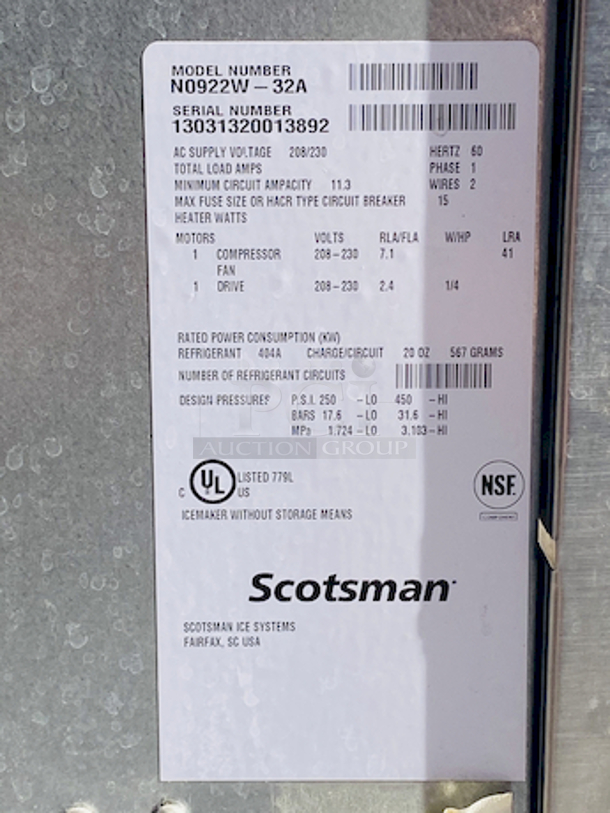 MODEL NUMBER
N0922W – 32A
SERIAL NUMBER
13031320013892
AC SUPPLY VOLTAGE 208/230 HERTZ 60
TOTAL LOAD AMPS PHASE 1
MINIMUM CIRCUIT AMPACITY 11.3 WIRES 2
MAX FUSE SIZE OR HACR TYPE CIRCUIT BREAKER 15
HEATER WATTS
MOTORS VOLTS RLA/FLA W/HP LRA
1 COMPRESSOR 208–230 7.1 41
FAN
1 DRIVE 208–230 2.4 1/4
RATED POWER CONSUMPTION (KW)
REFRIGERANT 404A CHARGE/CIRCUIT 20 OZ 567 GRAMS
NUMBER OF REFRIGERANT CIRCUITS
DESIGN PRESSURES P.S.I. 250 –LO 450 –HI
BARS 17.6 –LO 31.6 –HI
MPa 1.724 –LO 3.103 –HI
AUCTION GROUP
C UL US LISTED 779L
NSF
ICEMAKER WITHOUT STORAGE MEANS
Scotsman
SCOTSMAN ICE SYSTEMS
FAIRFAX, SC USA